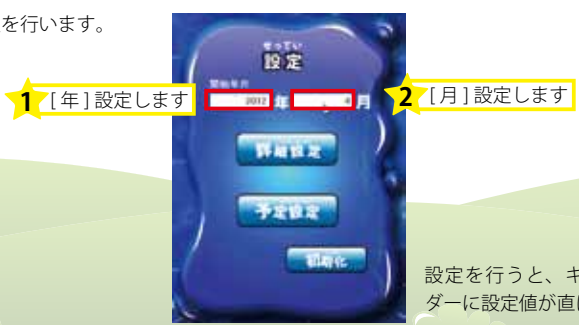 を行います。
せってい
設定
開始年月
2012 年 4 月
1 [ 年 ] 設定します
2 [ 月 ] 設定します
詳細設定
予定設定
初期化
設定を行うと、キ
ダーに設定値が直